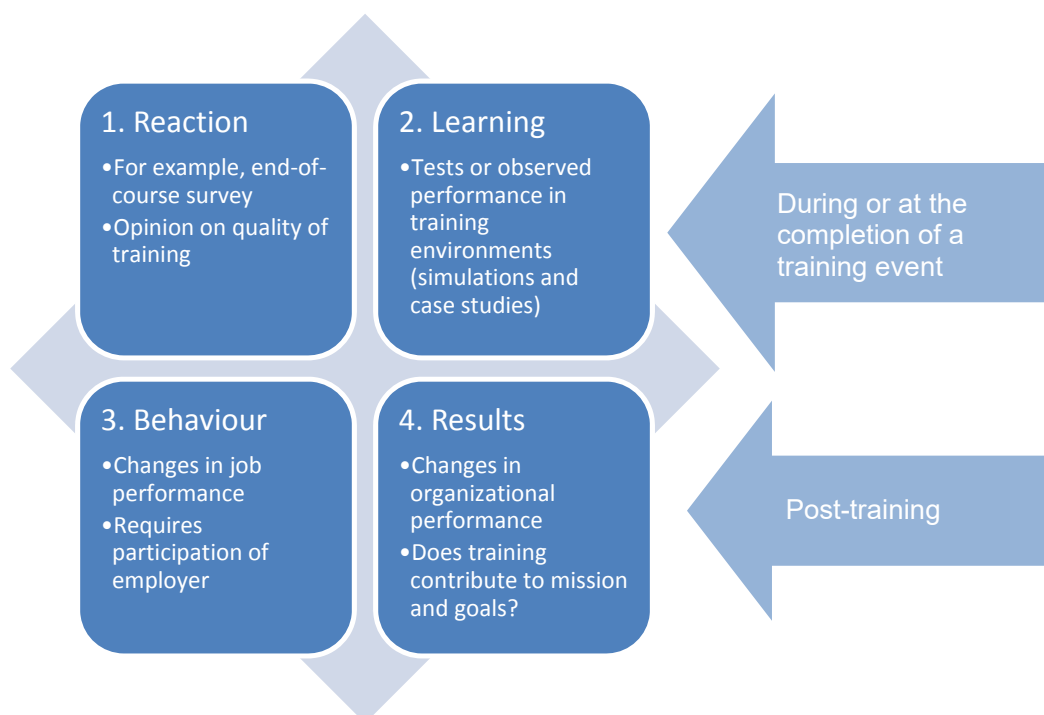 1. Reaction
•For example, end-of-
course survey
•Opinion on quality of
training
2. Learning
•Tests or observed
performance in
training
environments
(simulations and
case studies)
During or at the
completion of a
training event
3. Behaviour
•Changes in job
performance
•Requires
participation of
employer
4. Results
•Changes in
organizational
performance
•Does training
contribute to mission
and goals?
Post-training